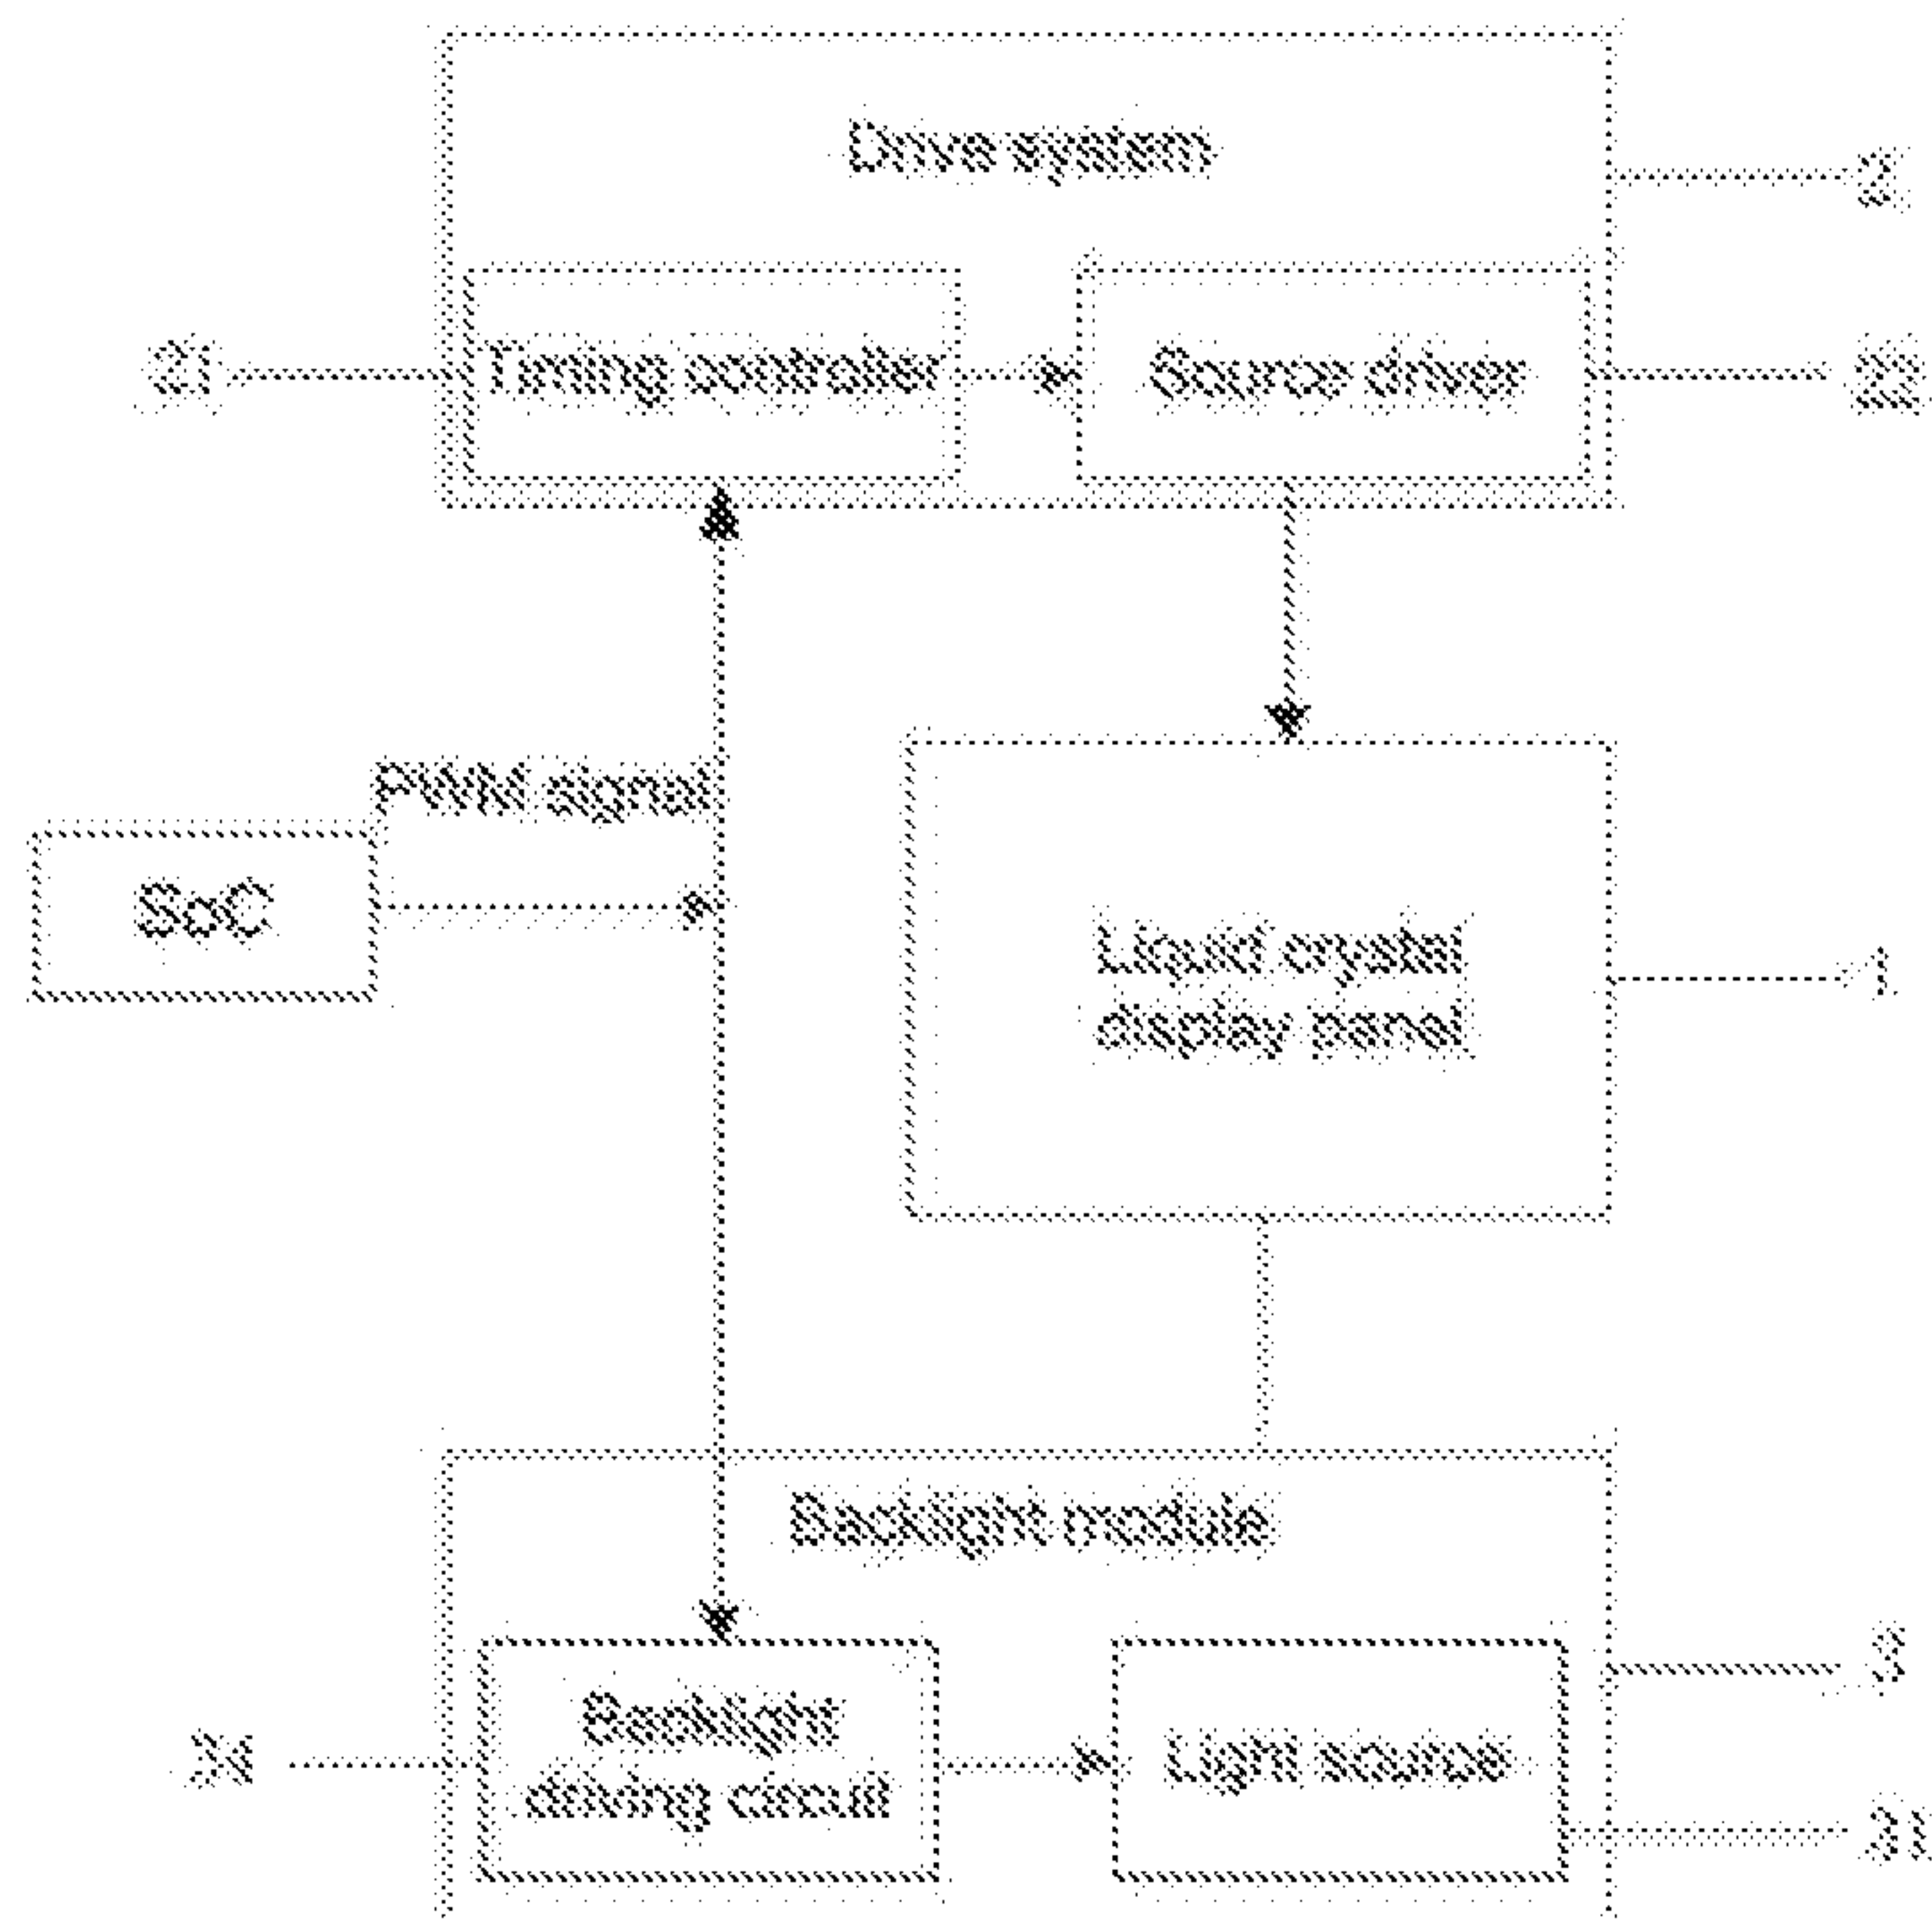 Drive system
2
21
Timing controller
Source driver
22
PWM signal
SoC
Liquid crystal
display panel
1
Backlight module
3
Backlight
driving circuit
Light source
31